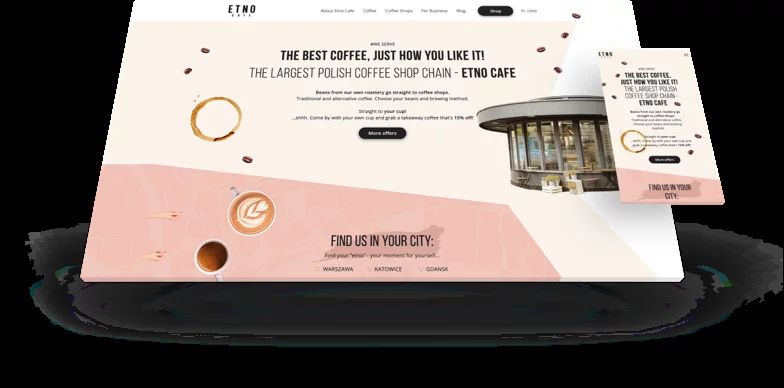 ETNO
CAFE
About Etno Cafe Coffee Coffee Shops For Business Blog Shop PL (zł)
#WE SERVE
THE BEST COFFEE, JUST HOW YOU LIKE IT!
THE LARGEST POLISH COFFEE SHOP CHAIN - ETNO CAFE
Beans from our own roastery go straight to coffee shops.
Traditional and alternative coffee. Choose your beans and brewing method.
Straight to your cup!
...shhh. Come by with your own cup and grab a takeaway coffee that's 15% off!
More offers
FIND US IN YOUR CITY:
Find your "etno" - your moment for yourself...
WARSZAWA KATOWICE GDANSK
ETNO
#WE SERVE
THE BEST COFFEE,
JUST HOW YOU LIKE IT!
THE LARGEST POLISH
COFFEE SHOP CHAIN -
ETNO CAFE
Beans from our own roastery go
straight to coffee shops.
Traditional and alternative coffee.
Choose your beans and brewing
method.
Straight to your cup!
...shhh. Come by with your own cup and
grab a takeaway coffee that's 15% off!
More offers
FIND US IN YOUR
CITY: